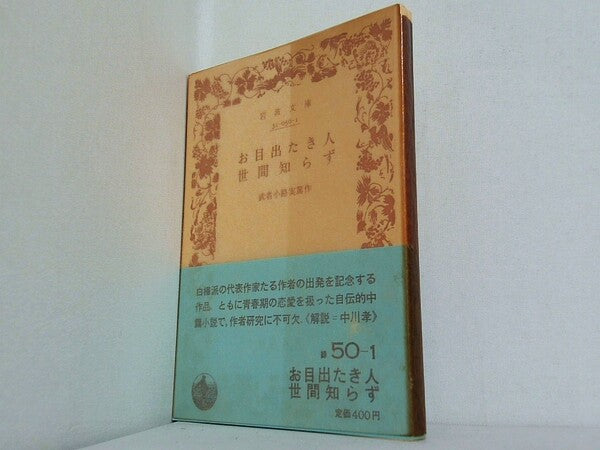 岩波文庫
31-050-1
お目出たき人
世間知らず
武者小路実篤作
白樺派の代表作家たる作者の出発を記念する
作品．ともに青春期の恋愛を扱った自伝的中
篇小説で，作者研究に不可欠．《解説＝中川孝》
緑 50-1
お目出たき人
世間知らず
定価400円